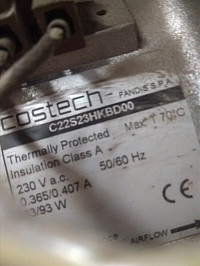 costech
FANDIS S.P.A.
C22S23HKBD00
Thermally Protected Max T 70°C
Insulation Class A
230 V a.c. 50/60 Hz
0.365/0.407 A
3/93 W
CE
AIRFLOW